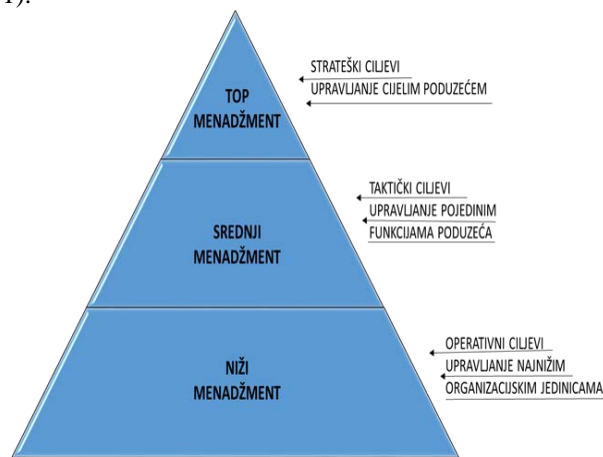 1).
STRATEŠKI CILJEVI
UPRAVLJANJE CIJELIM PODUZEĆEM
TOP
MENADŽMENT
TAKTIČKI CILJEVI
UPRAVLJANJE POJEDINIM
FUNKCIJAMA PODUZEĆA
SREDNJI
MENADŽMENT
OPERATIVNI CILJEVI
UPRAVLJANJE NAJNIŽIM
ORGANIZACIJSKIM JEDINICAMA
NIŽI
MENADŽMENT